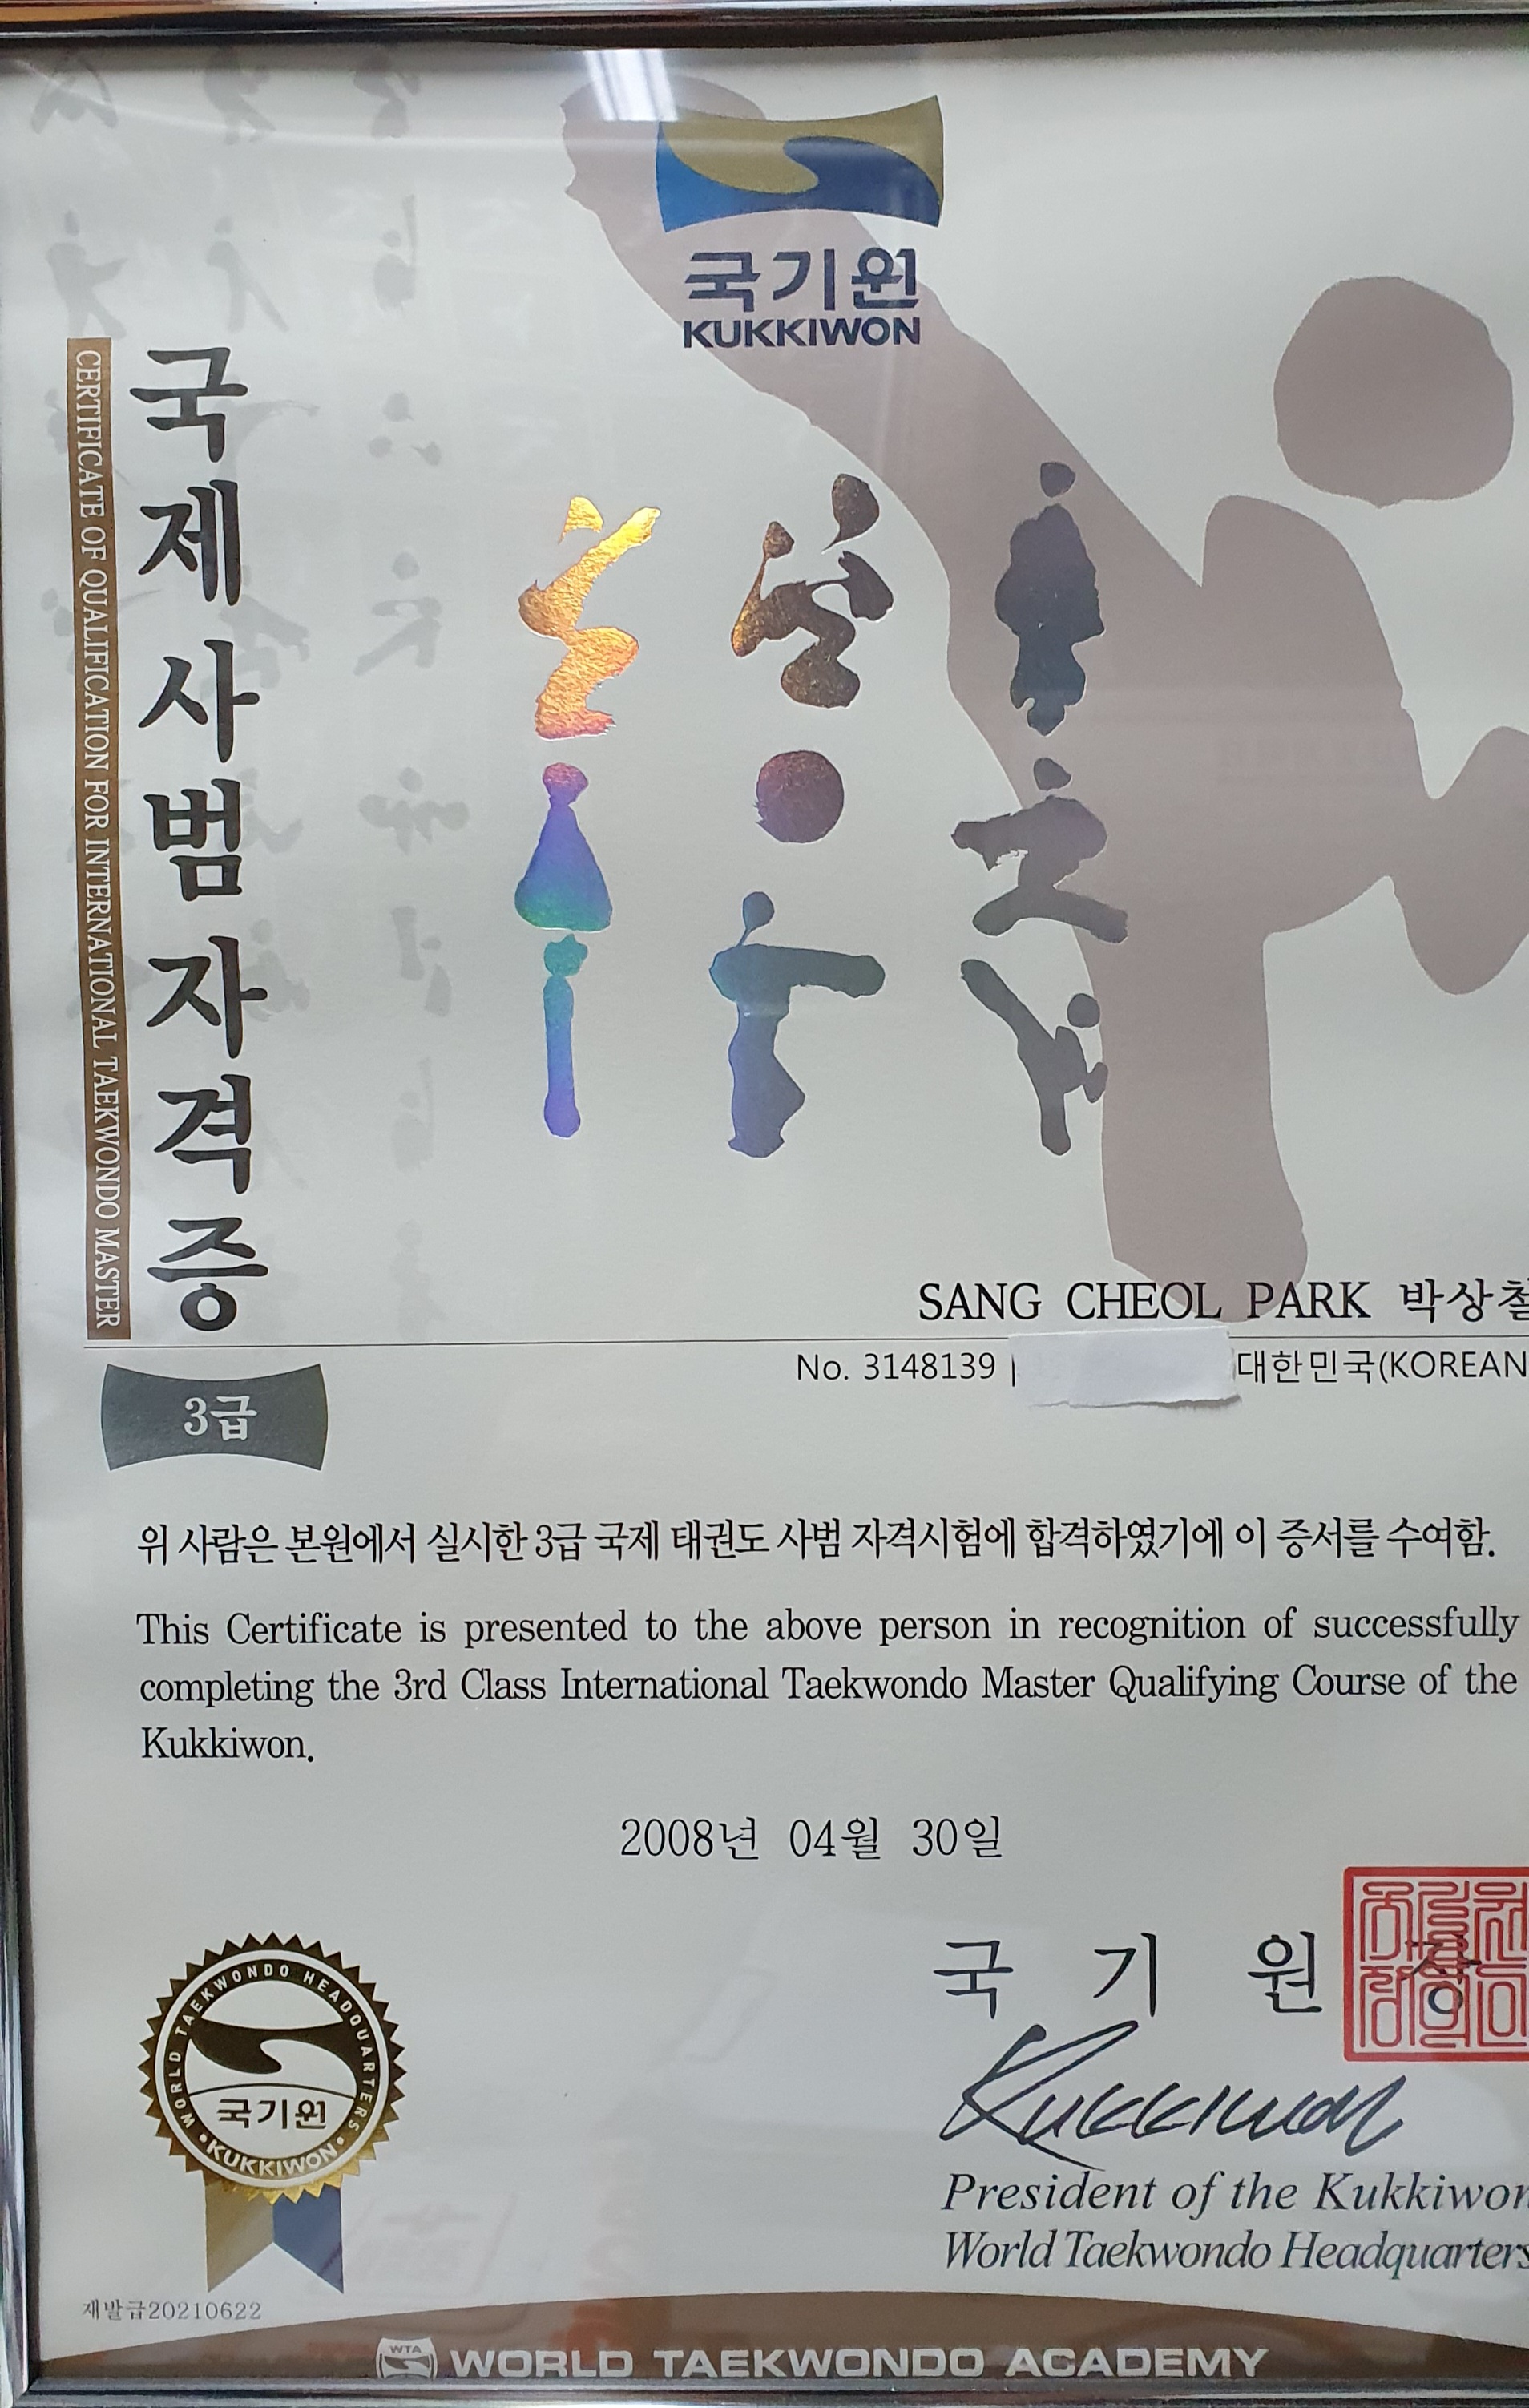 국기원
KUKKIWON
국제사범자격증
CERTIFICATE OF QUALIFICATION FOR INTERNATIONAL TAEKWONDO MASTER
SANG CHEOL PARK 박상철
No. 3148139 | 대한민국(KOREAN
3급
위 사람은 본원에서 실시한 3급 국제 태권도 사범 자격시험에 합격하였기에 이 증서를 수여함.
This Certificate is presented to the above person in recognition of successfully
completing the 3rd Class International Taekwondo Master Qualifying Course of the
Kukkiwon.
2008년 04월 30일
국기원장
Kukkiwon
President of the Kukkiwon
World Taekwondo Headquarters
WORLD TAEKWONDO HEADQUARTERS
국기원
•KUKKIWON•
재발급20210622
WTA
WORLD TAEKWONDO ACADEMY